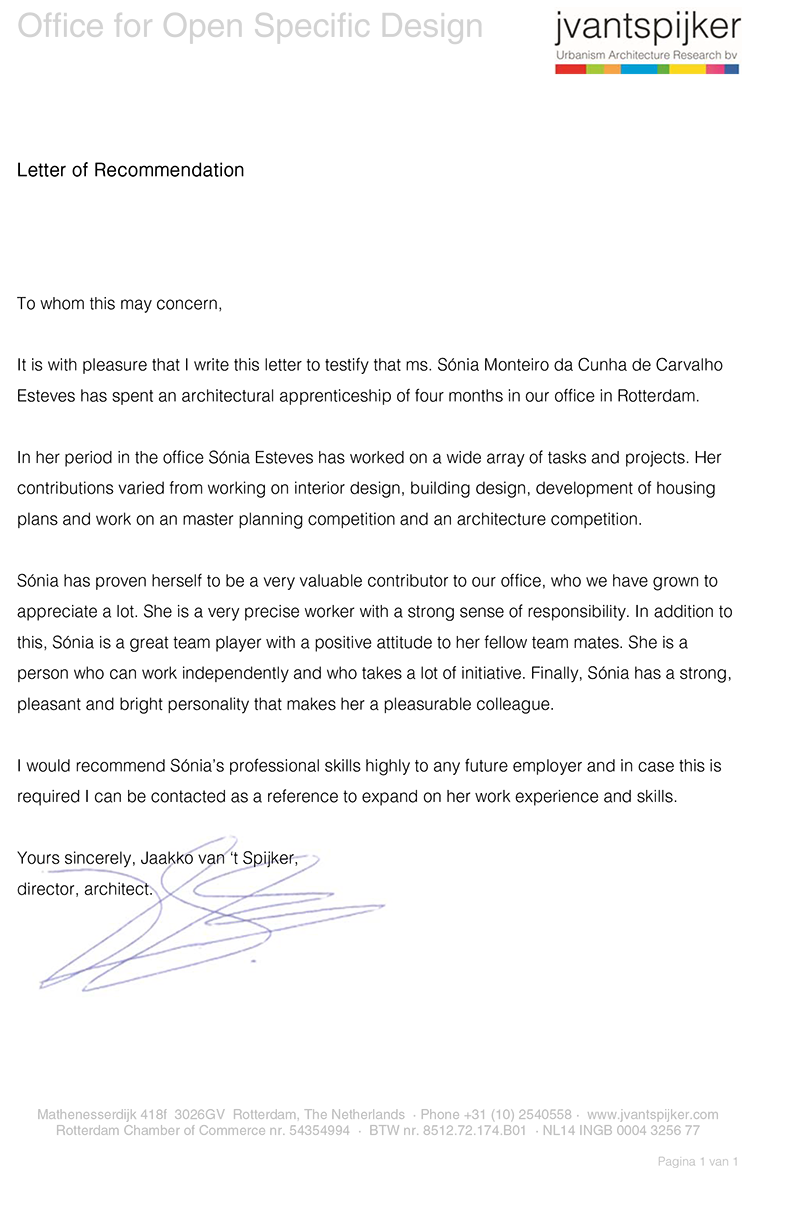 Office for Open Specific Design
jvantspijker
Urbanism Architecture Research bv
Letter of Recommendation
To whom this may concern,
It is with pleasure that I write this letter to testify that ms. Sónia Monteiro da Cunha de Carvalho
Esteves has spent an architectural apprenticeship of four months in our office in Rotterdam.
In her period in the office Sónia Esteves has worked on a wide array of tasks and projects. Her
contributions varied from working on interior design, building design, development of housing
plans and work on an master planning competition and an architecture competition.
Sónia has proven herself to be a very valuable contributor to our office, who we have grown to
appreciate a lot. She is a very precise worker with a strong sense of responsibility. In addition to
this, Sónia is a great team player with a positive attitude to her fellow team mates. She is a
person who can work independently and who takes a lot of initiative. Finally, Sónia has a strong,
pleasant and bright personality that makes her a pleasurable colleague.
I would recommend Sónia’s professional skills highly to any future employer and in case this is
required I can be contacted as a reference to expand on her work experience and skills.
Yours sincerely, Jaakko van ‘t Spijker,
director, architect.
Mathenesserdijk 418f 3026GV Rotterdam, The Netherlands · Phone +31 (10) 2540558 · www.jvantspijker.com
Rotterdam Chamber of Commerce nr. 54354994 · BTW nr. 8512.72.174.B01 · NL14 INGB 0004 3256 77
Pagina 1 van 1